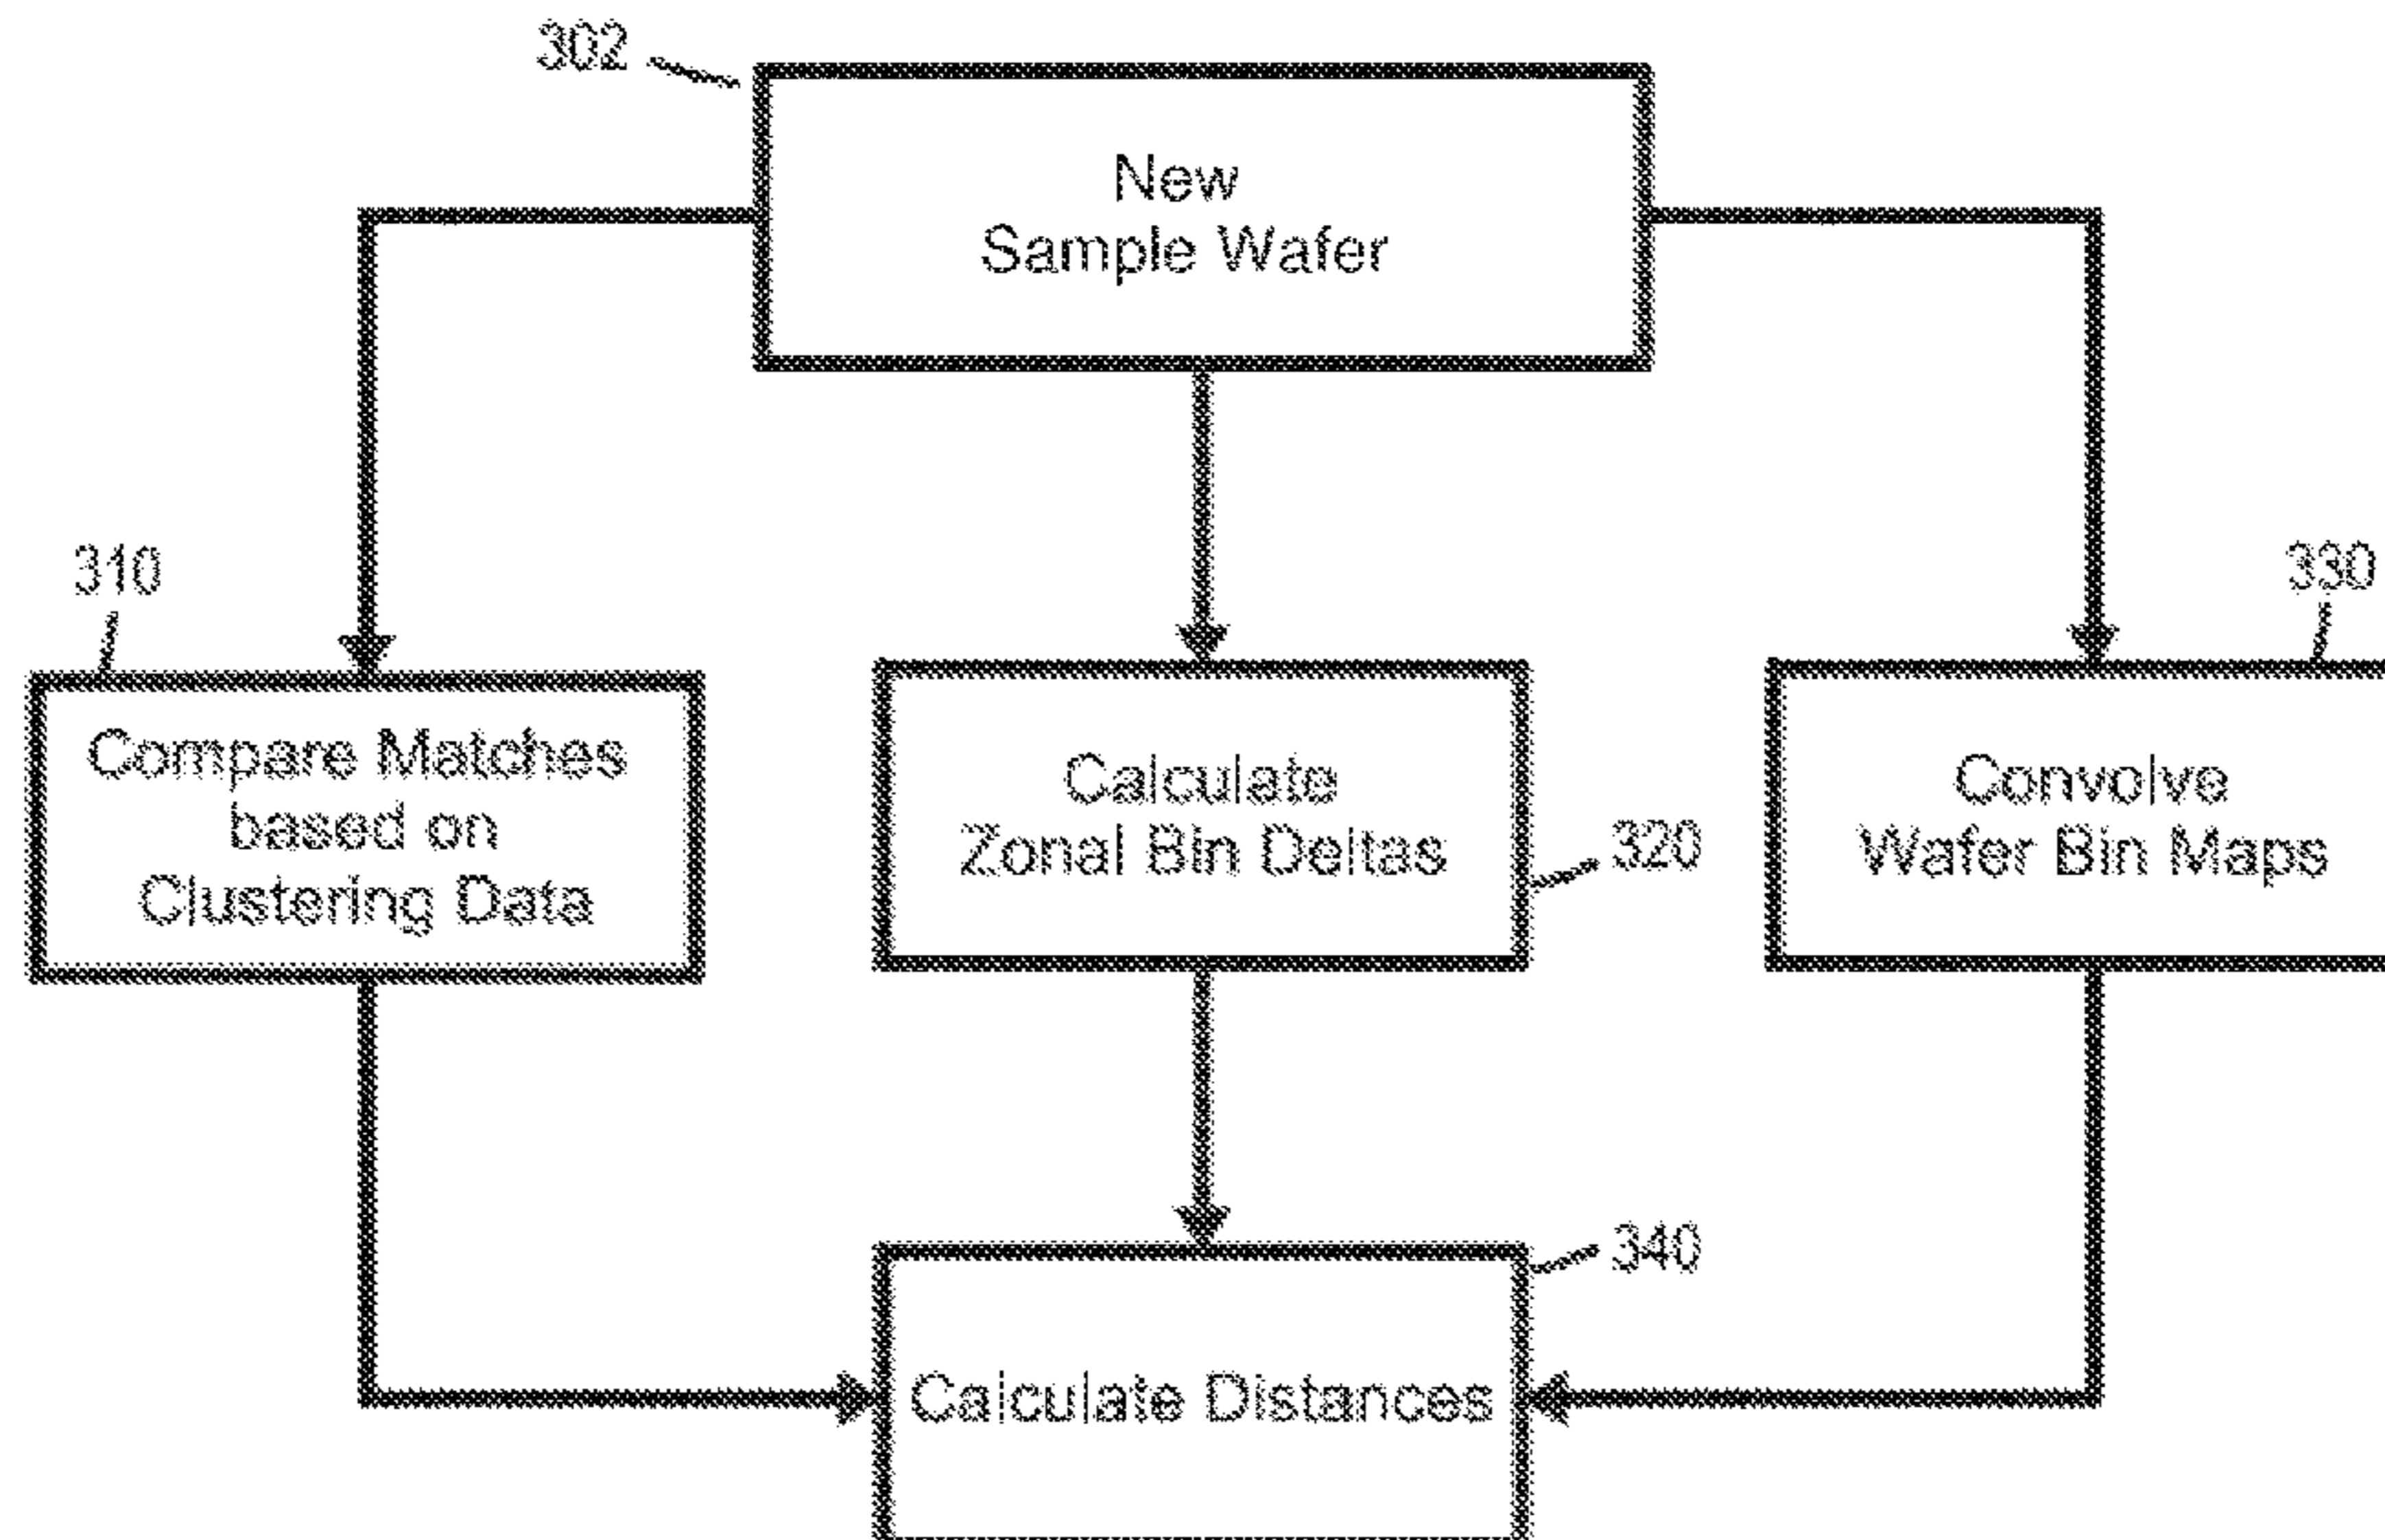 302
New
Sample Wafer
310
330
Compare Matches
based on
Clustering Data
Calculate
Zonal Bin Deltas
320
Convolve
Wafer Bin Maps
340
Calculate Distances